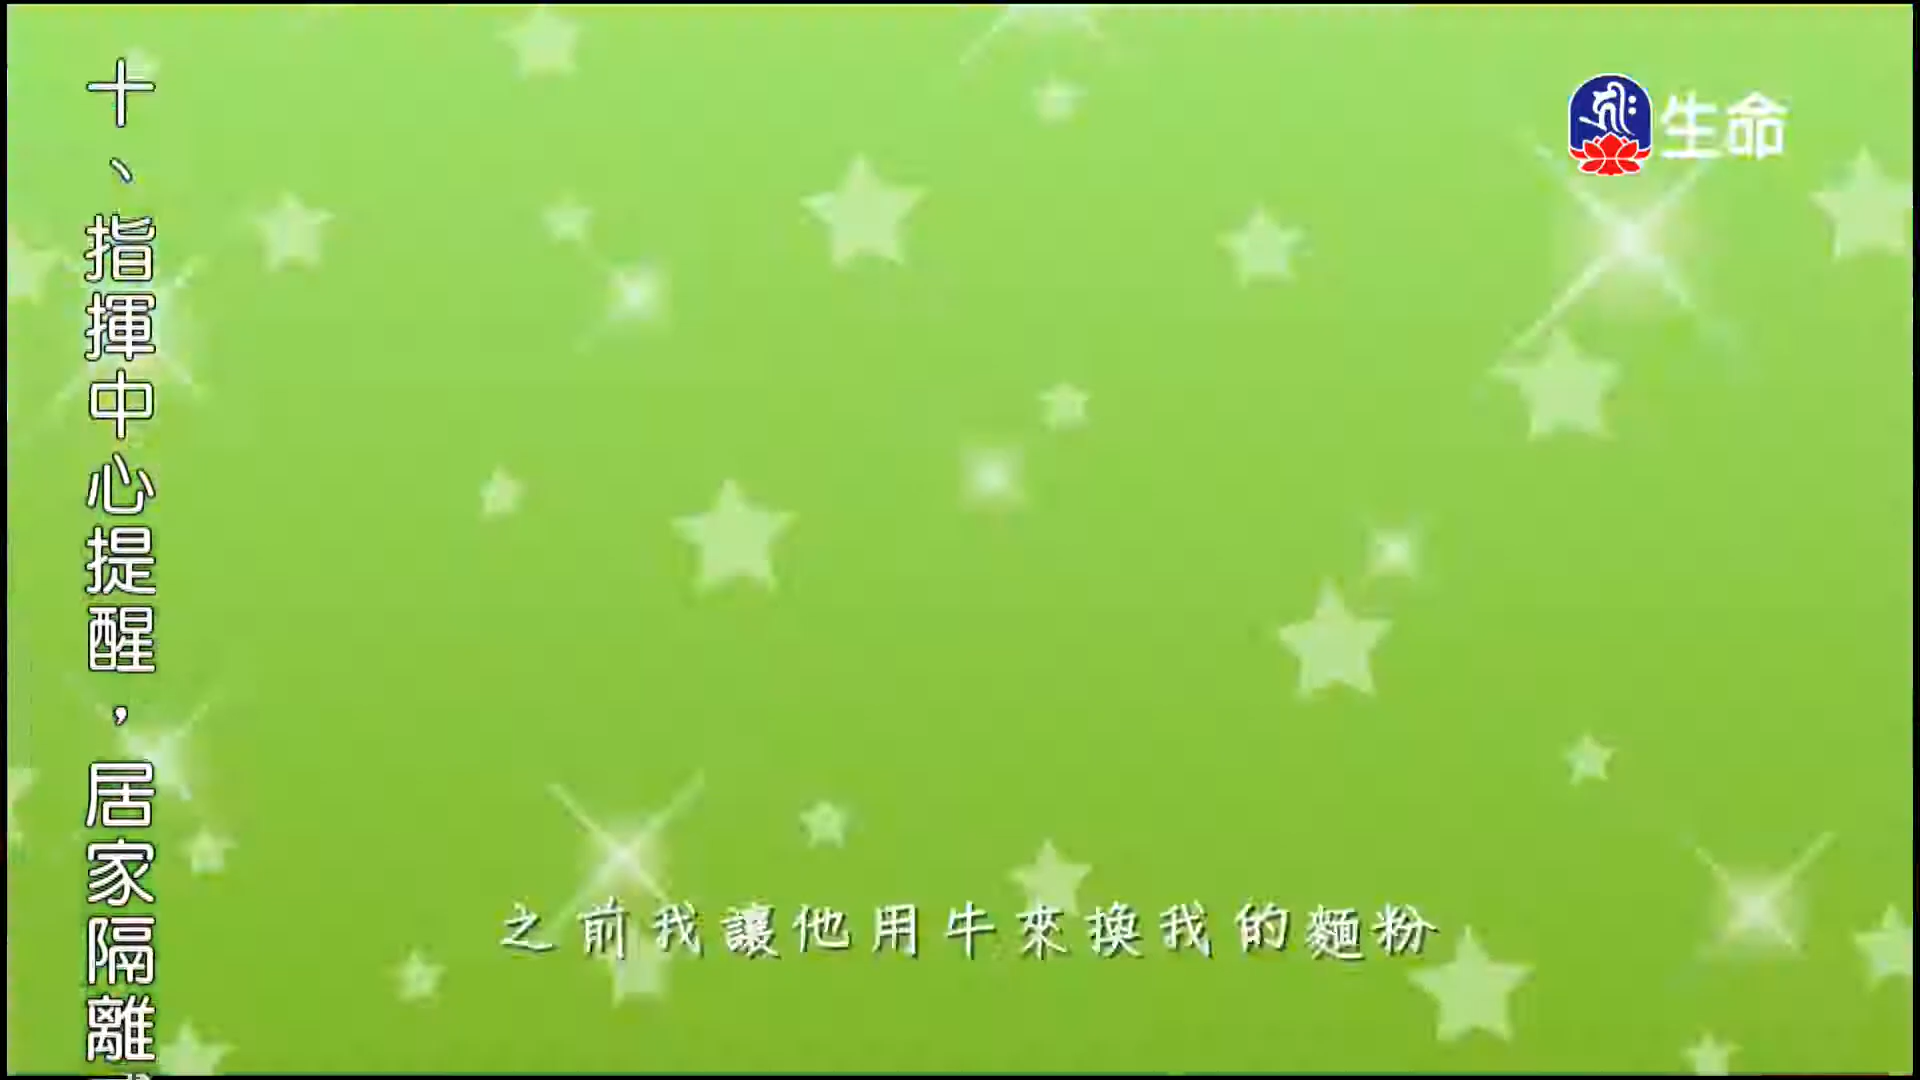 十、指揮中心提醒，居家隔離
生命
之前我讓他用牛來換我的麵粉